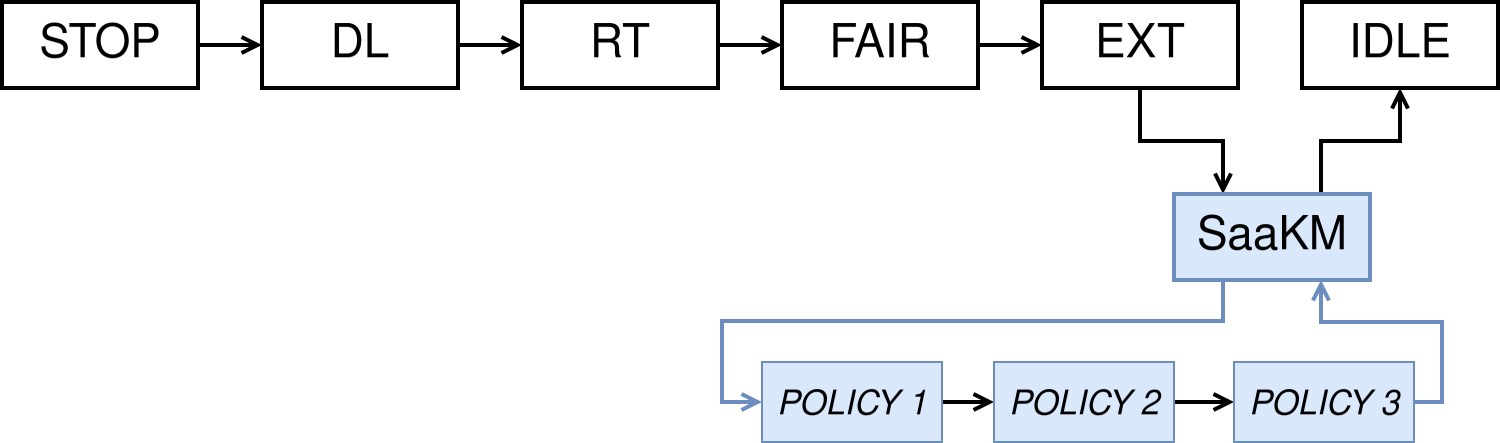 STOP
DL
RT
FAIR
EXT
IDLE
SaaKM
POLICY 1
POLICY 2
POLICY 3